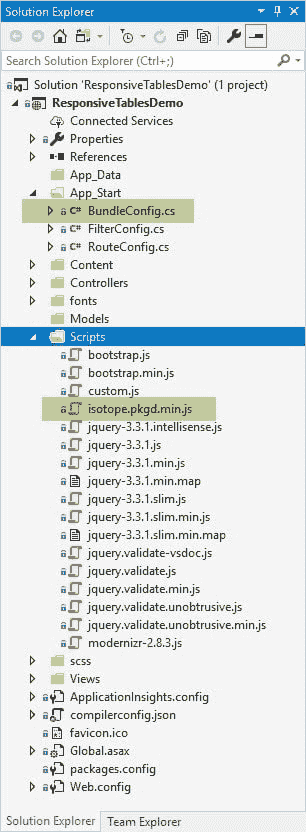 Solution Explorer
Search Solution Explorer (Ctrl+;)
Solution 'ResponsiveTablesDemo' (1 project)
ResponsiveTablesDemo
Connected Services
Properties
References
App_Data
App_Start
C# BundleConfig.cs
C# FilterConfig.cs
C# RouteConfig.cs
Content
Controllers
fonts
Models
Scripts
bootstrap.js
bootstrap.min.js
custom.js
isotope.pkgd.min.js
jquery-3.3.1.intellisense.js
jquery-3.3.1.js
jquery-3.3.1.min.js
jquery-3.3.1.min.map
jquery-3.3.1.slim.js
jquery-3.3.1.slim.min.js
jquery-3.3.1.slim.min.map
jquery.validate-vsdoc.js
jquery.validate.js
jquery.validate.min.js
jquery.validate.unobtrusive.js
jquery.validate.unobtrusive.min.js
modernizr-2.8.3.js
scss
Views
ApplicationInsights.config
compilerconfig.json
favicon.ico
Global.asax
packages.config
Web.config
Solution Explorer Team Explorer